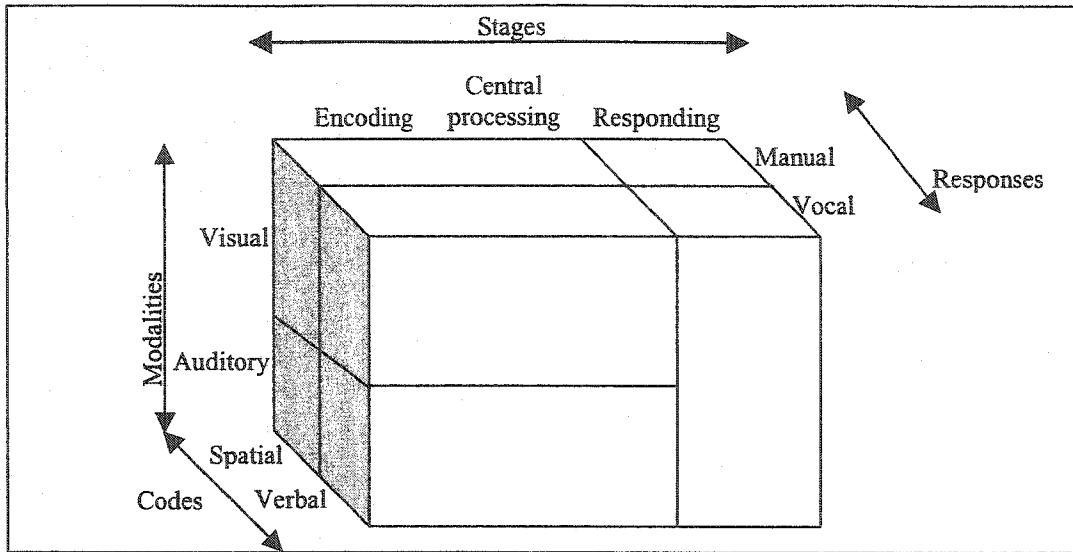 Stages
Central
Encoding processing Responding
Manual
Responses
Vocal
Visual
Modalities
Auditory
Spatial
Codes Verbal